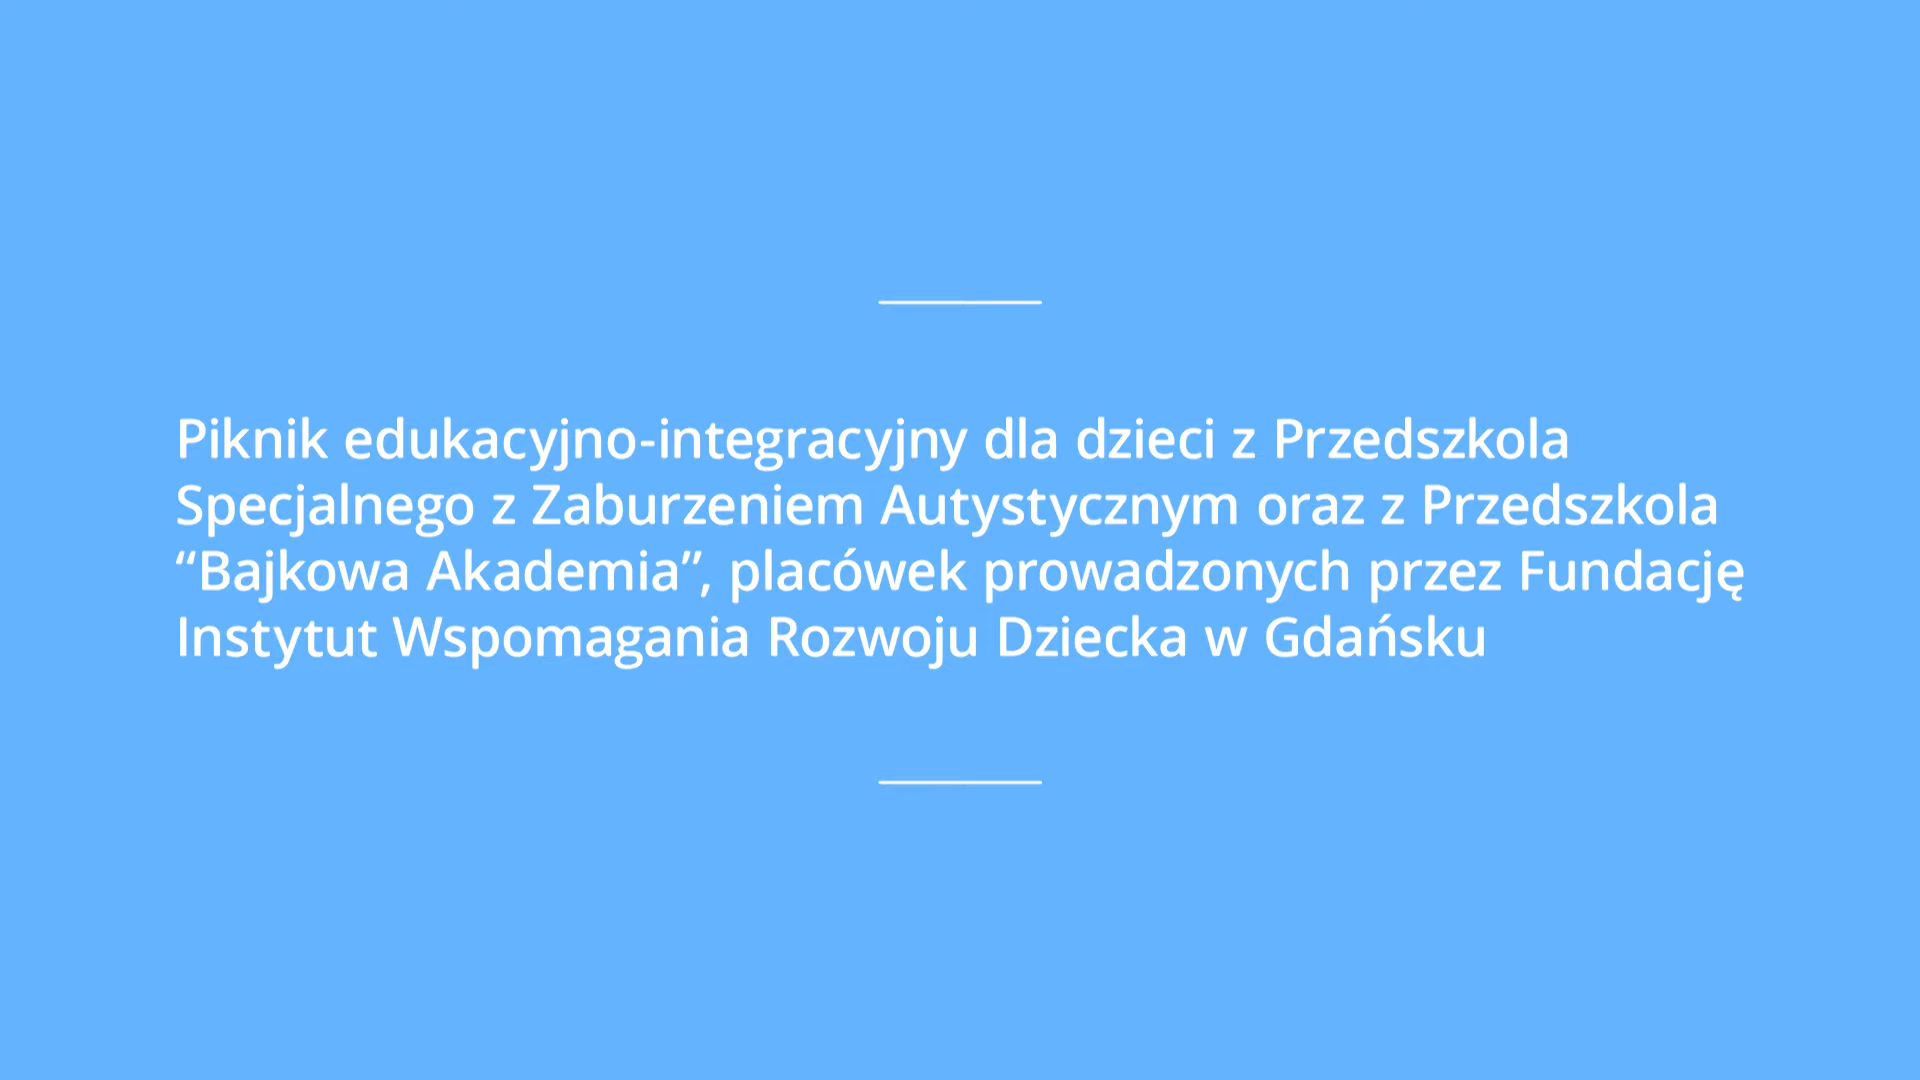 Piknik edukacyjno-integracyjny dla dzieci z Przedszkola
Specjalnego z Zaburzeniem Autystycznym oraz z Przedszkola
“Bajkowa Akademia”, placówek prowadzonych przez Fundację
Instytut Wspomagania Rozwoju Dziecka w Gdańsku